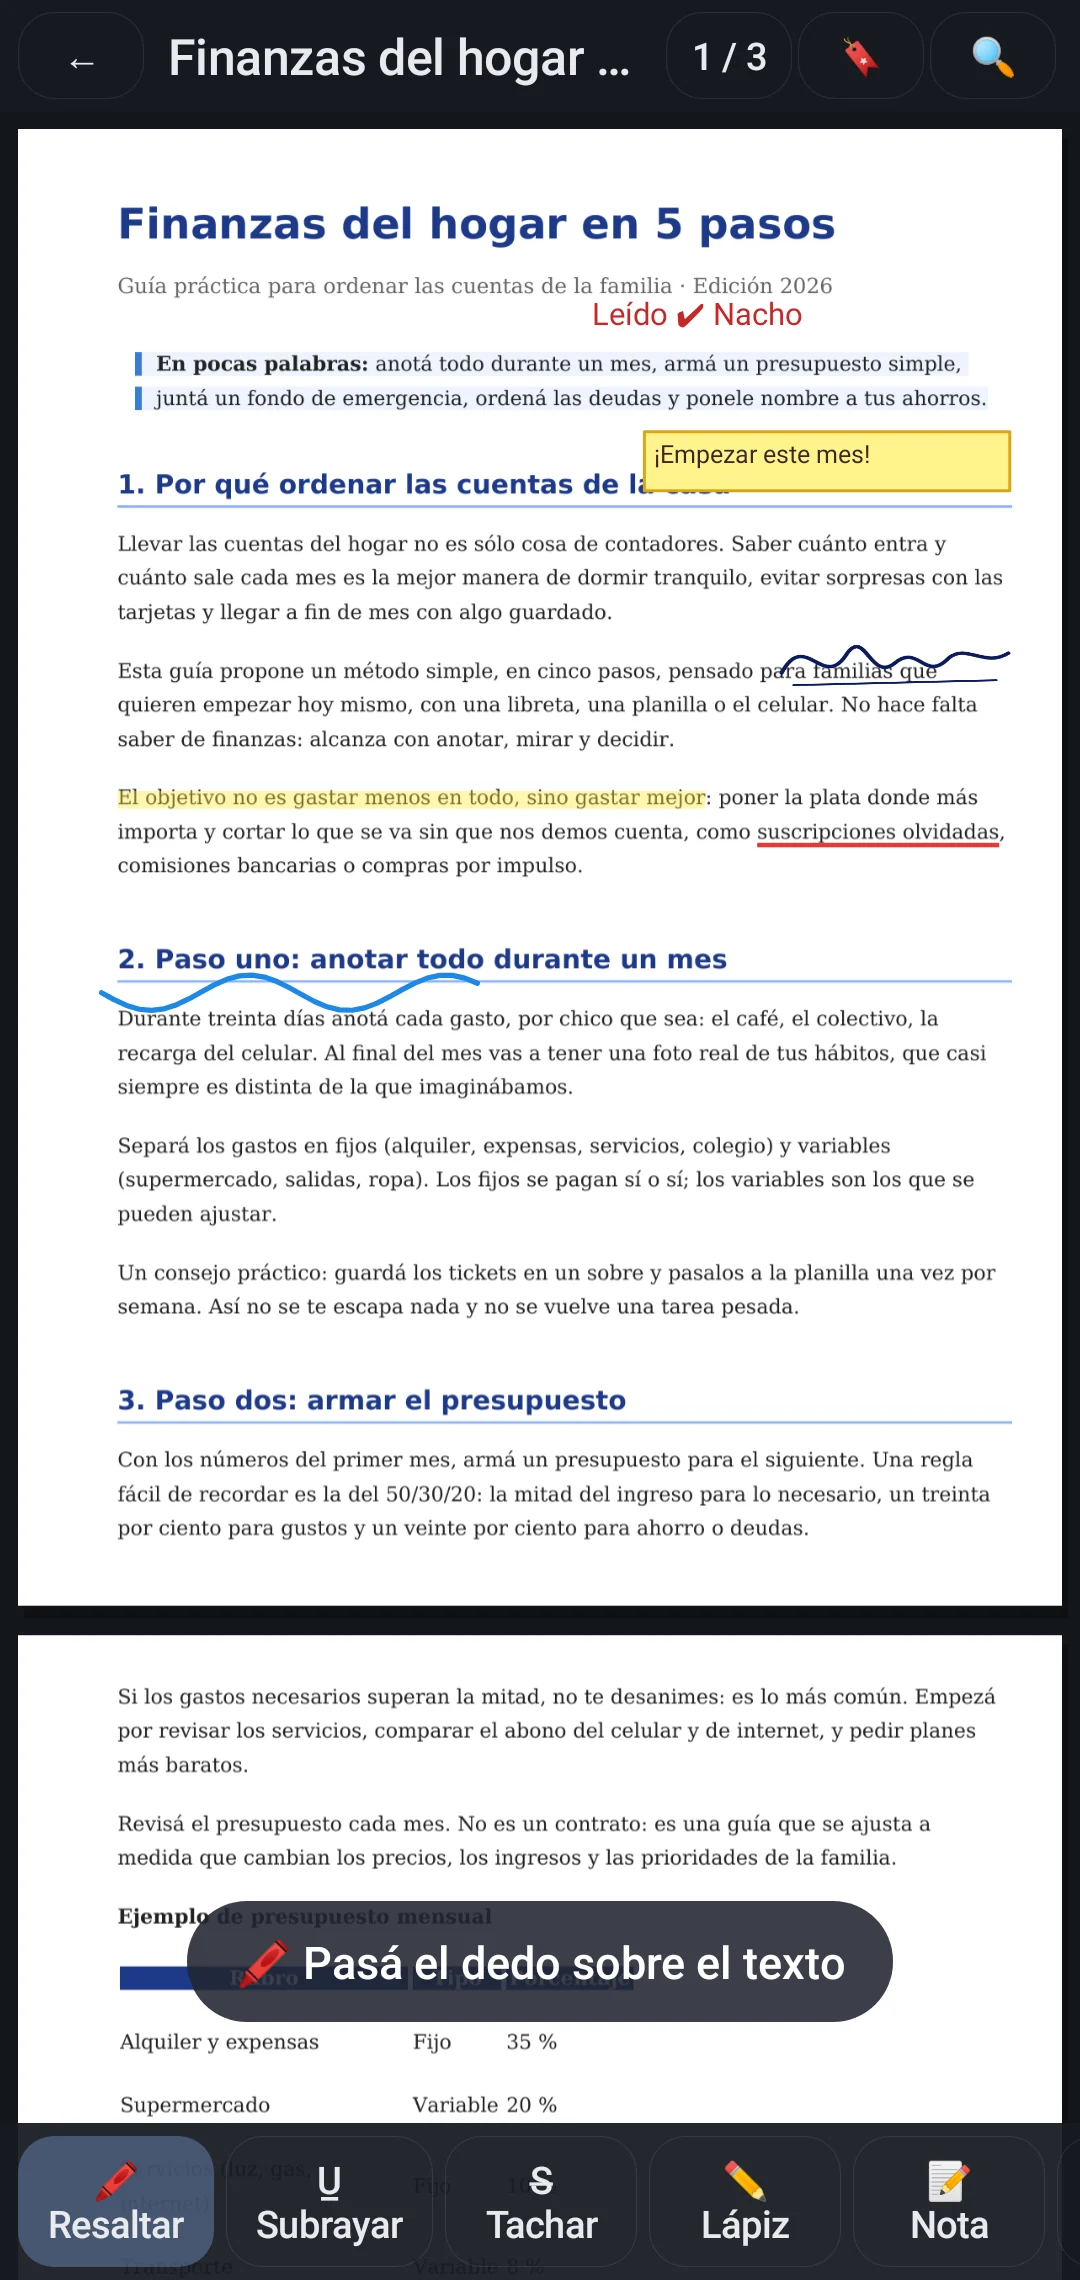 ← Finanzas del hogar ... 1 / 3
Finanzas del hogar en 5 pasos
Guía práctica para ordenar las cuentas de la familia · Edición 2026
Leído ✔ Nacho
En pocas palabras: anotá todo durante un mes, armá un presupuesto simple,
juntá un fondo de emergencia, ordená las deudas y ponele nombre a tus ahorros.
¡Empezar este mes!
1. Por qué ordenar las cuentas de la casa
Llevar las cuentas del hogar no es sólo cosa de contadores. Saber cuánto entra y
cuánto sale cada mes es la mejor manera de dormir tranquilo, evitar sorpresas con las
tarjetas y llegar a fin de mes con algo guardado.
Esta guía propone un método simple, en cinco pasos, pensado para familias que
quieren empezar hoy mismo, con una libreta, una planilla o el celular. No hace falta
saber de finanzas: alcanza con anotar, mirar y decidir.
El objetivo no es gastar menos en todo, sino gastar mejor: poner la plata donde más
importa y cortar lo que se va sin que nos demos cuenta, como suscripciones olvidadas,
comisiones bancarias o compras por impulso.
2. Paso uno: anotar todo durante un mes
Durante treinta días anotá cada gasto, por chico que sea: el café, el colectivo, la
recarga del celular. Al final del mes vas a tener una foto real de tus hábitos, que casi
siempre es distinta de la que imaginábamos.
Separá los gastos en fijos (alquiler, expensas, servicios, colegio) y variables
(supermercado, salidas, ropa). Los fijos se pagan sí o sí; los variables son los que se
pueden ajustar.
Un consejo práctico: guardá los tickets en un sobre y pasalos a la planilla una vez por
semana. Así no se te escapa nada y no se vuelve una tarea pesada.
3. Paso dos: armar el presupuesto
Con los números del primer mes, armá un presupuesto para el siguiente. Una regla
fácil de recordar es la del 50/30/20: la mitad del ingreso para lo necesario, un treinta
por ciento para gustos y un veinte por ciento para ahorro o deudas.
Si los gastos necesarios superan la mitad, no te desanimes: es lo más común. Empezá
por revisar los servicios, comparar el abono del celular y de internet, y pedir planes
más baratos.
Revisá el presupuesto cada mes. No es un contrato: es una guía que se ajusta a
medida que cambian los precios, los ingresos y las prioridades de la familia.
Ejemplo de presupuesto mensual
Rubro Tipo Porcentaje
Pasá el dedo sobre el texto
Alquiler y expensas Fijo 35 %
Supermercado Variable 20 %
(luz, gas,
internet) Fijo
Transporte Variable 8 %
Resaltar
U Subrayar
S Tachar
Lápiz
Nota